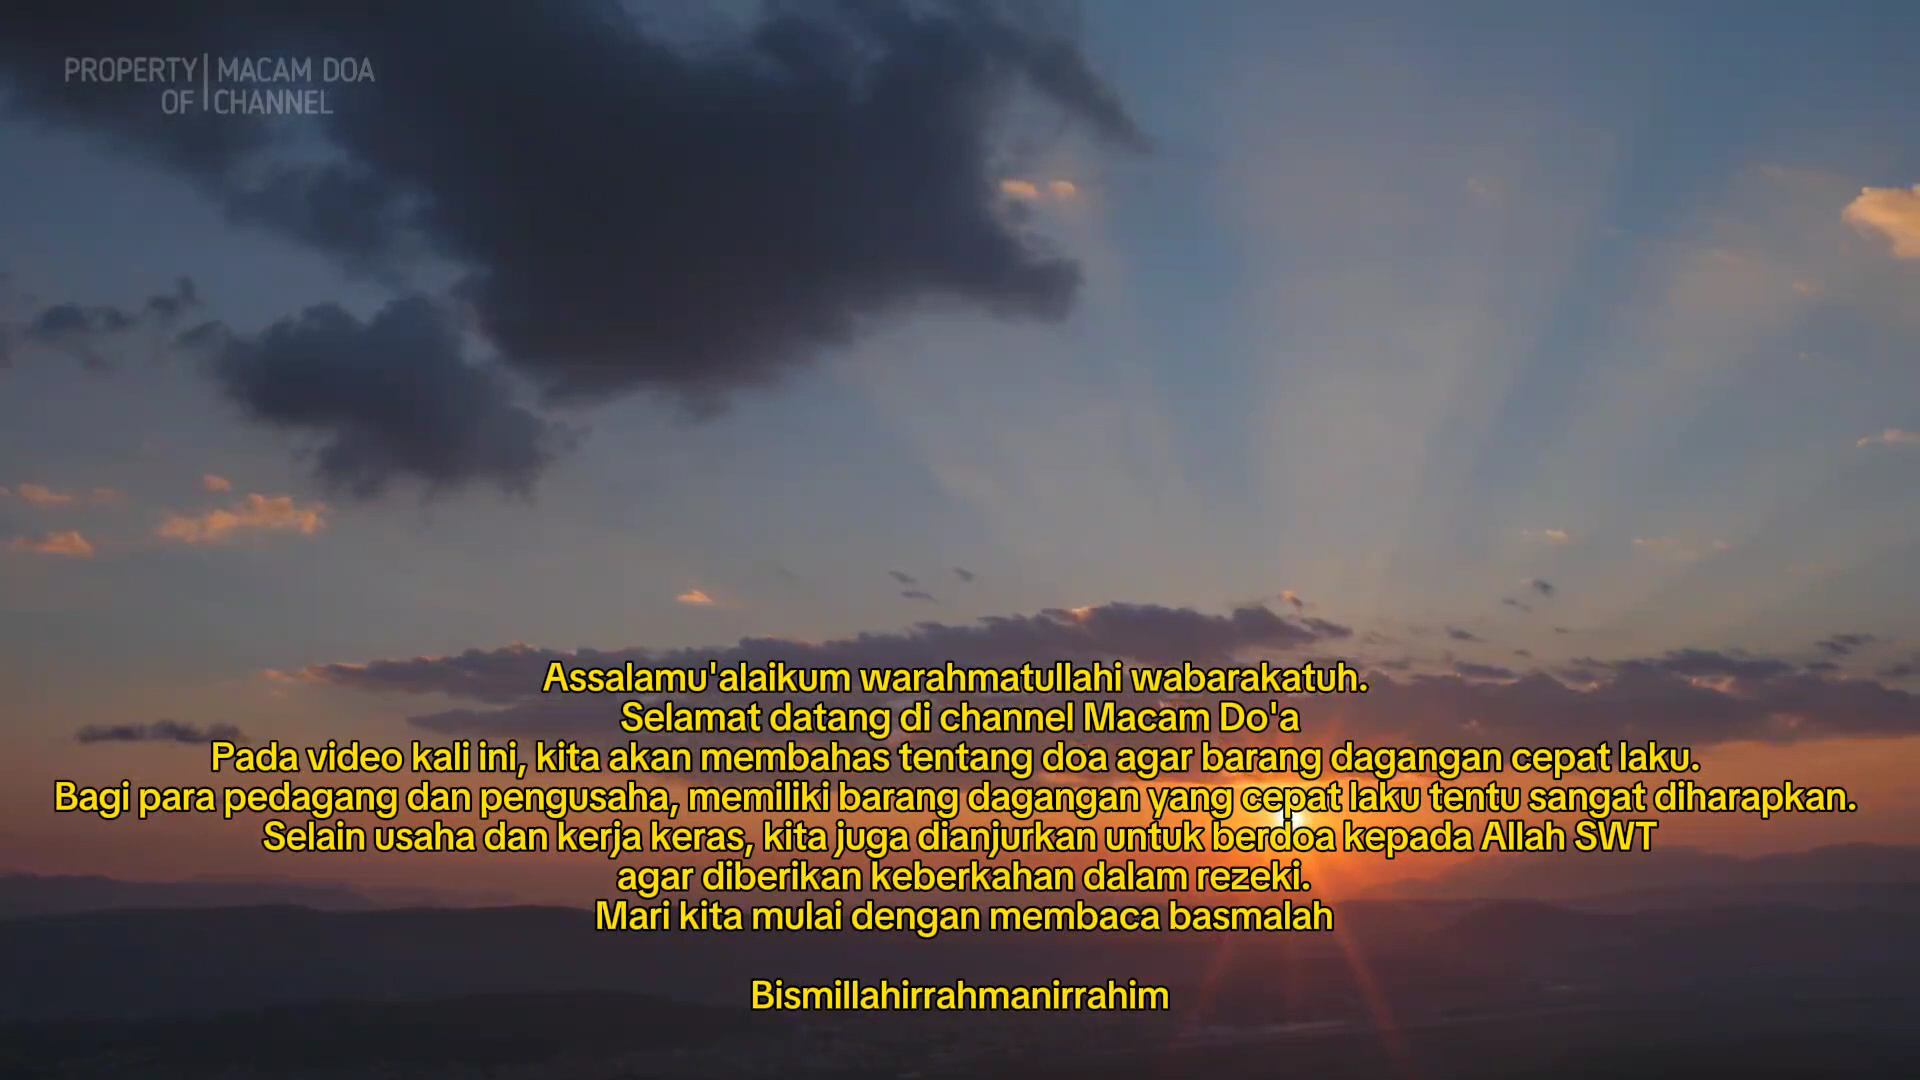 PROPERTY OF | MACAM DOA CHANNEL
Assalamu'alaikum warahmatullahi wabarakatuh.
Selamat datang di channel Macam Do'a
Pada video kali ini, kita akan membahas tentang doa agar barang dagangan cepat laku.
Bagi para pedagang dan pengusaha, memiliki barang dagangan yang cepat laku tentu sangat diharapkan.
Selain usaha dan kerja keras, kita juga dianjurkan untuk berdoa kepada Allah SWT
agar diberikan keberkahan dalam rezeki.
Mari kita mulai dengan membaca basmalah
Bismillahirrahmanirrahim